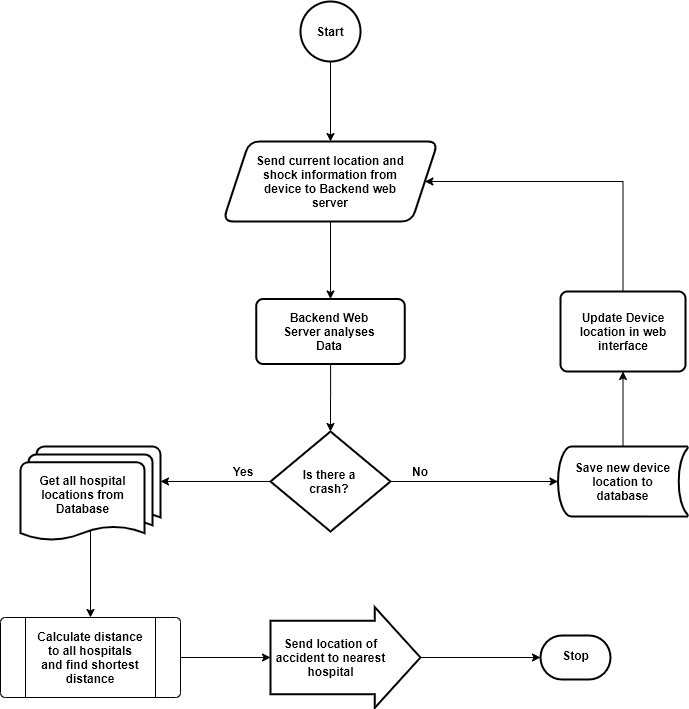 Start
Send current location and
shock information from
device to Backend web
server
Backend Web
Server analyses
Data
Update Device
location in web
interface
Is there a
crash?
Yes
No
Get all hospital
locations from
Database
Save new device
location to
database
Calculate distance
to all hospitals
and find shortest
distance
Send location of
accident to nearest
hospital
Stop